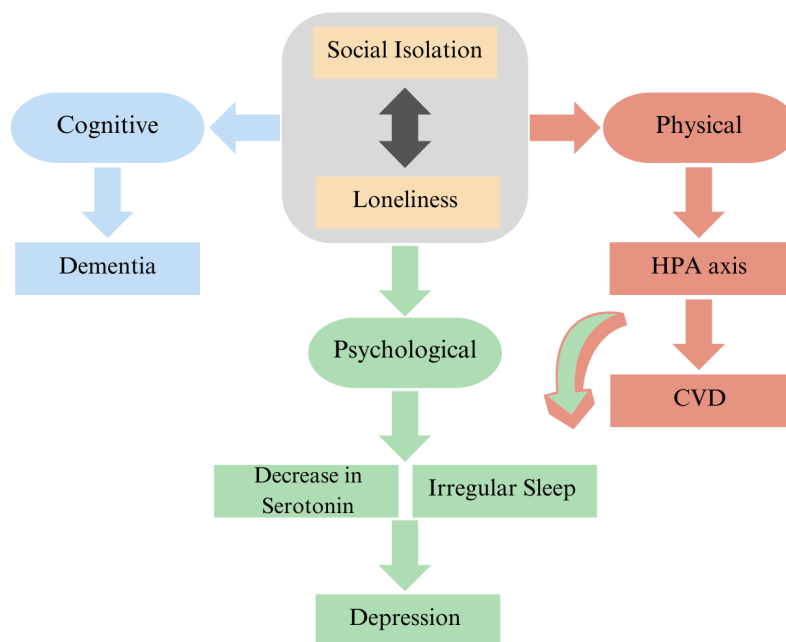 Social Isolation
Cognitive
Physical
Loneliness
Dementia
HPA axis
Psychological
CVD
Decrease in
Serotonin
Irregular Sleep
Depression